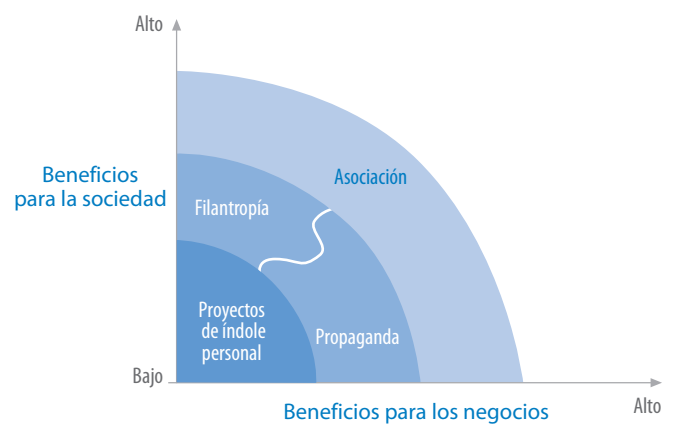 Alto
Beneficios
para la sociedad
Asociación
Filantropía
Proyectos
de índole
personal
Propaganda
Bajo
Alto
Beneficios para los negocios